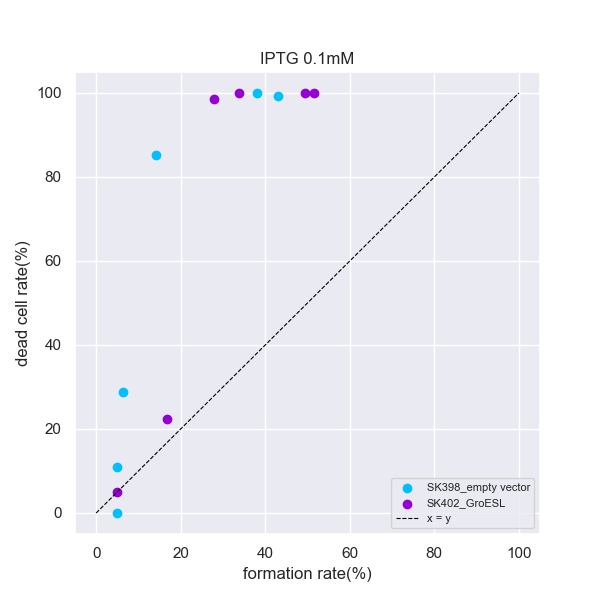 IPTG 0.1mM
dead cell rate(%)
100
80
60
40
20
0
0 20 40 60 80 100
formation rate(%)
SK398_empty vector
SK402_GroESL
x = y